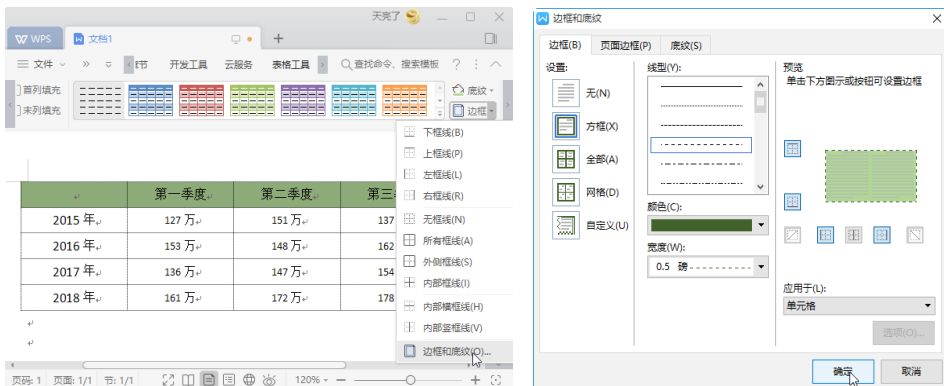 天亮了
WPS 文档1
文件 章节 开发工具 云服务 表格工具 查找命令、搜索模板
首列填充
末列填充
底纹
边框
下框线(B)
上框线(P)
左框线(L)
右框线(R)
无框线(N)
所有框线(A)
外侧框线(S)
内部框线(I)
内部横框线(H)
内部竖框线(V)
边框和底纹(O)...
第一季度 第二季度 第三
2015 年 127 万 151 万 137
2016 年 153 万 148 万 162
2017 年 136 万 147 万 154
2018 年 161 万 172 万 178
页码: 1 页面: 1/1 节: 1/1 120%
边框和底纹
边框(B) 页面边框(P) 底纹(S)
设置:
无(N)
方框(X)
全部(A)
网格(D)
自定义(U)
线型(Y):
颜色(C):
宽度(W):
0.5 磅
预览
单击下方图示或按钮可设置边框
应用于(L):
单元格
选项(O)...
确定 取消